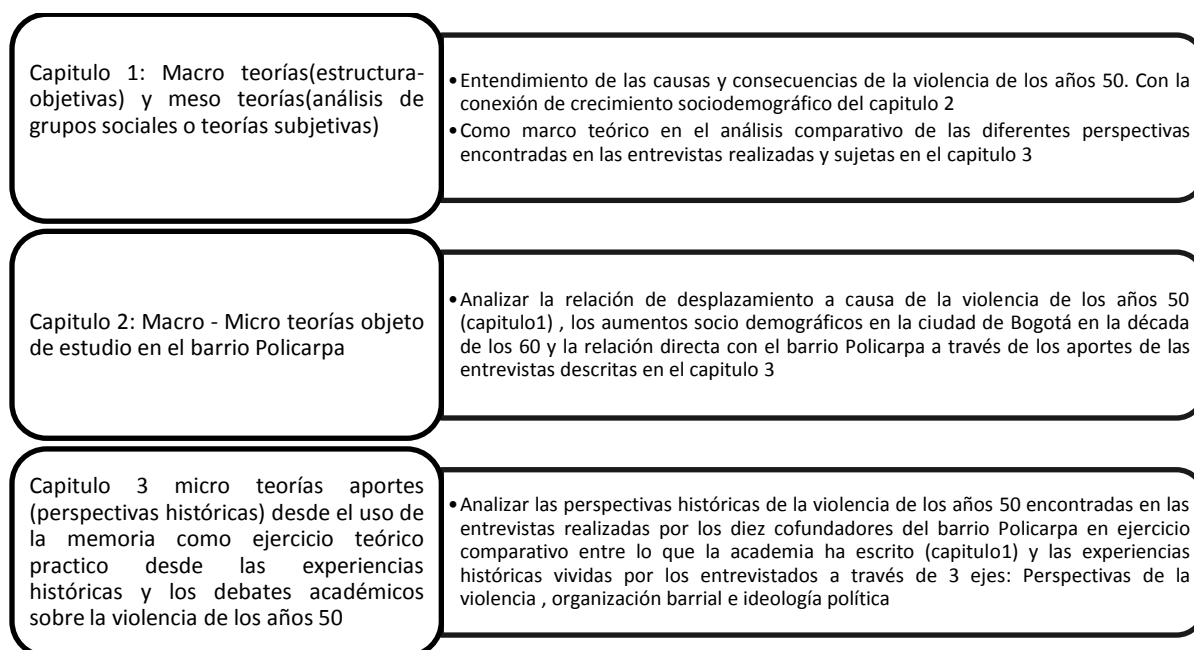 Capitulo 1: Macro teorías(estructura-
objetivas) y meso teorías(análisis de
grupos sociales o teorías subjetivas)
•Entendimiento de las causas y consecuencias de la violencia de los años 50. Con la
conexión de crecimiento sociodemográfico del capitulo 2
•Como marco teórico en el análisis comparativo de las diferentes perspectivas
encontradas en las entrevistas realizadas y sujetas en el capitulo 3
Capitulo 2: Macro - Micro teorías objeto
de estudio en el barrio Policarpa
•Analizar la relación de desplazamiento a causa de la violencia de los años 50
(capitulo1) , los aumentos socio demográficos en la ciudad de Bogotá en la década
de los 60 y la relación directa con el barrio Policarpa a través de los aportes de las
entrevistas descritas en el capitulo 3
Capitulo 3 micro teorías aportes
(perspectivas históricas) desde el uso de
la memoria como ejercicio teórico
practico desde las experiencias
históricas y los debates académicos
sobre la violencia de los años 50
•Analizar las perspectivas históricas de la violencia de los años 50 encontradas en las
entrevistas realizadas por los diez cofundadores del barrio Policarpa en ejercicio
comparativo entre lo que la academia ha escrito (capitulo1) y las experiencias
históricas vividas por los entrevistados a través de 3 ejes: Perspectivas de la
violencia , organización barrial e ideología política